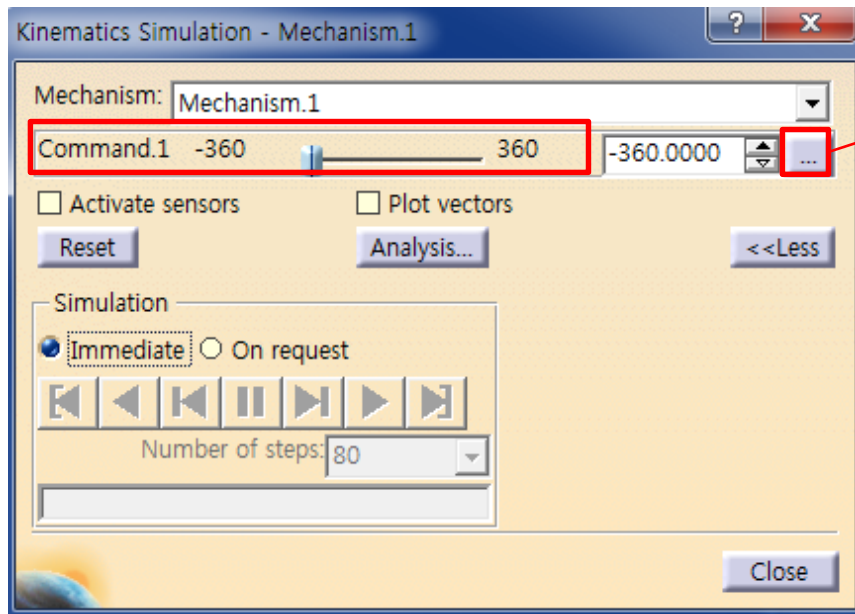 Kinematics Simulation - Mechanism.1
?
X
Mechanism: Mechanism.1
Command.1 -360 360 -360.0000 ...
Activate sensors Plot vectors
Reset Analysis... <<Less
Simulation
Immediate On request
Number of steps: 80
Close